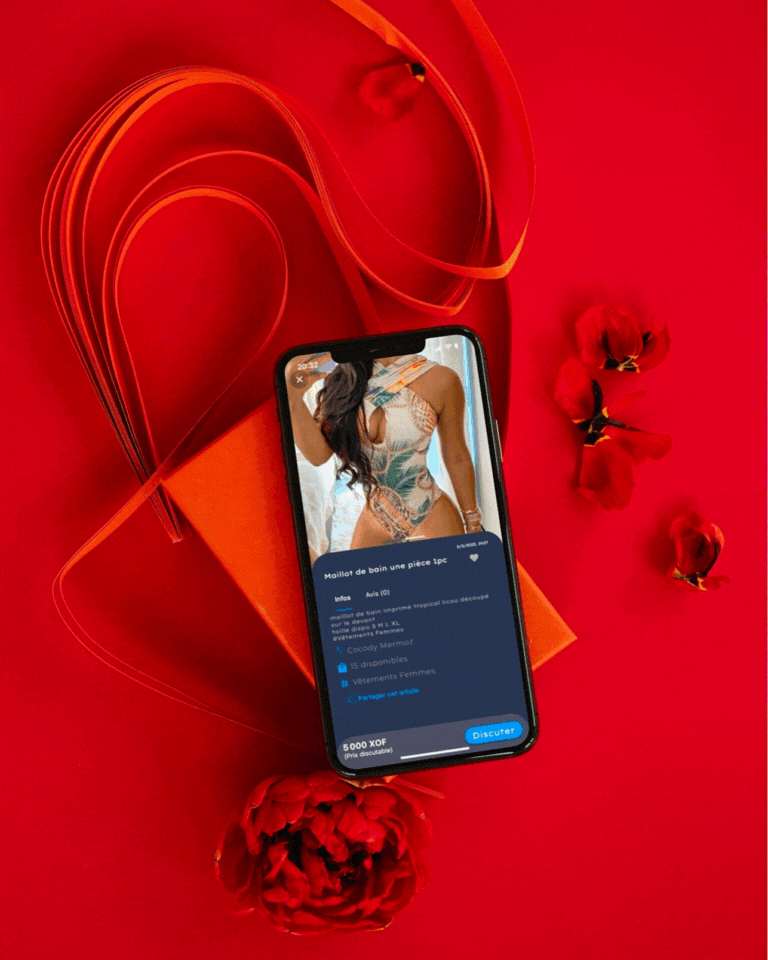 20:32
Maillot de bain une pièce 1pc
Infos Avis (0)
maillot de bain imprimé tropical licou découpé
sur le devant
taille dispo S M L XL
#Vêtements Femmes
Cocody Mermoz
15 disponibles
Vêtements Femmes
Partager cet article
5 000 XOF
(Prix discutable)
Discuter